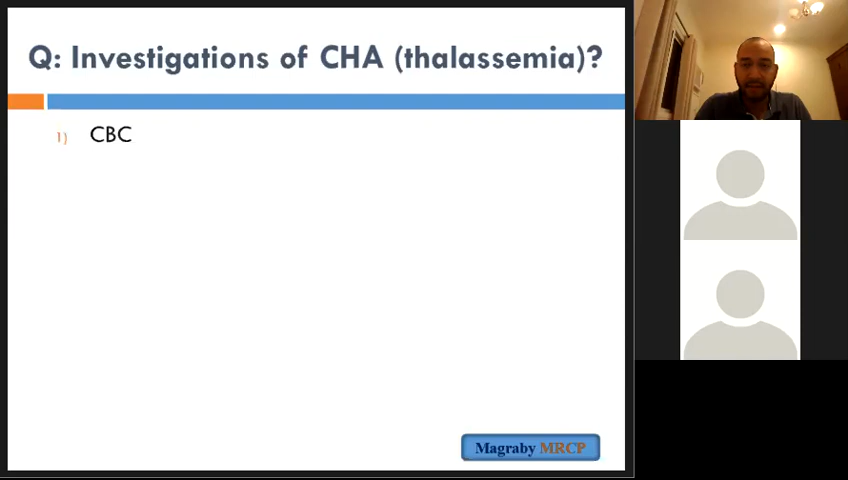 Q: Investigations of CHA (thalassemia)?
1) CBC
Magraby MRCP